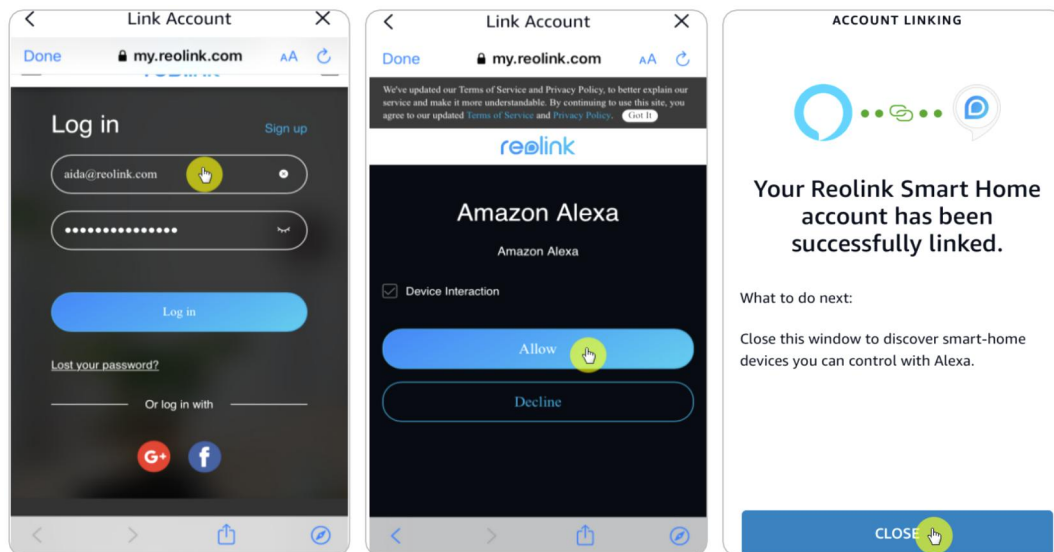 Link Account
Done
my.reolink.com
AA
Log in
Sign up
aida@reolink.com
Log in
Lost your password?
Or log in with
G+
f
Link Account
Done
my.reolink.com
AA
We've updated our Terms of Service and Privacy Policy, to better explain our
service and make it more understandable. By continuing to use this site, you
agree to our updated Terms of Service and Privacy Policy. Got It
reolink
Amazon Alexa
Amazon Alexa
Device Interaction
Allow
Decline
ACCOUNT LINKING
Your Reolink Smart Home
account has been
successfully linked.
What to do next:
Close this window to discover smart-home
devices you can control with Alexa.
CLOSE